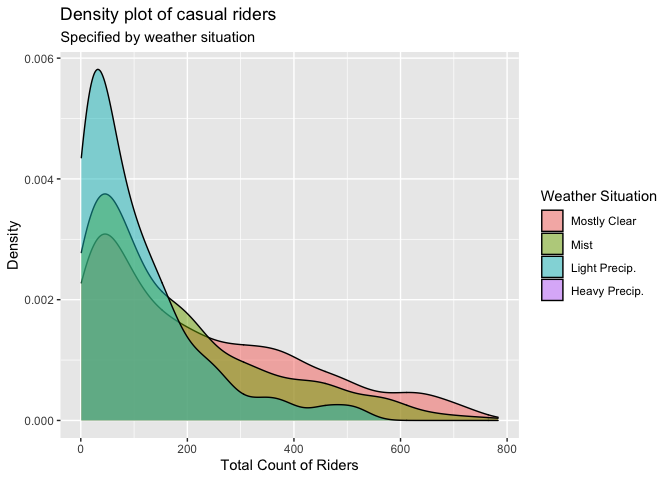 Density plot of casual riders
Specified by weather situation
0.006
0.004
0.002
0.000
Density
0
200
400
600
800
Total Count of Riders
Weather Situation
Mostly Clear
Mist
Light Precip.
Heavy Precip.